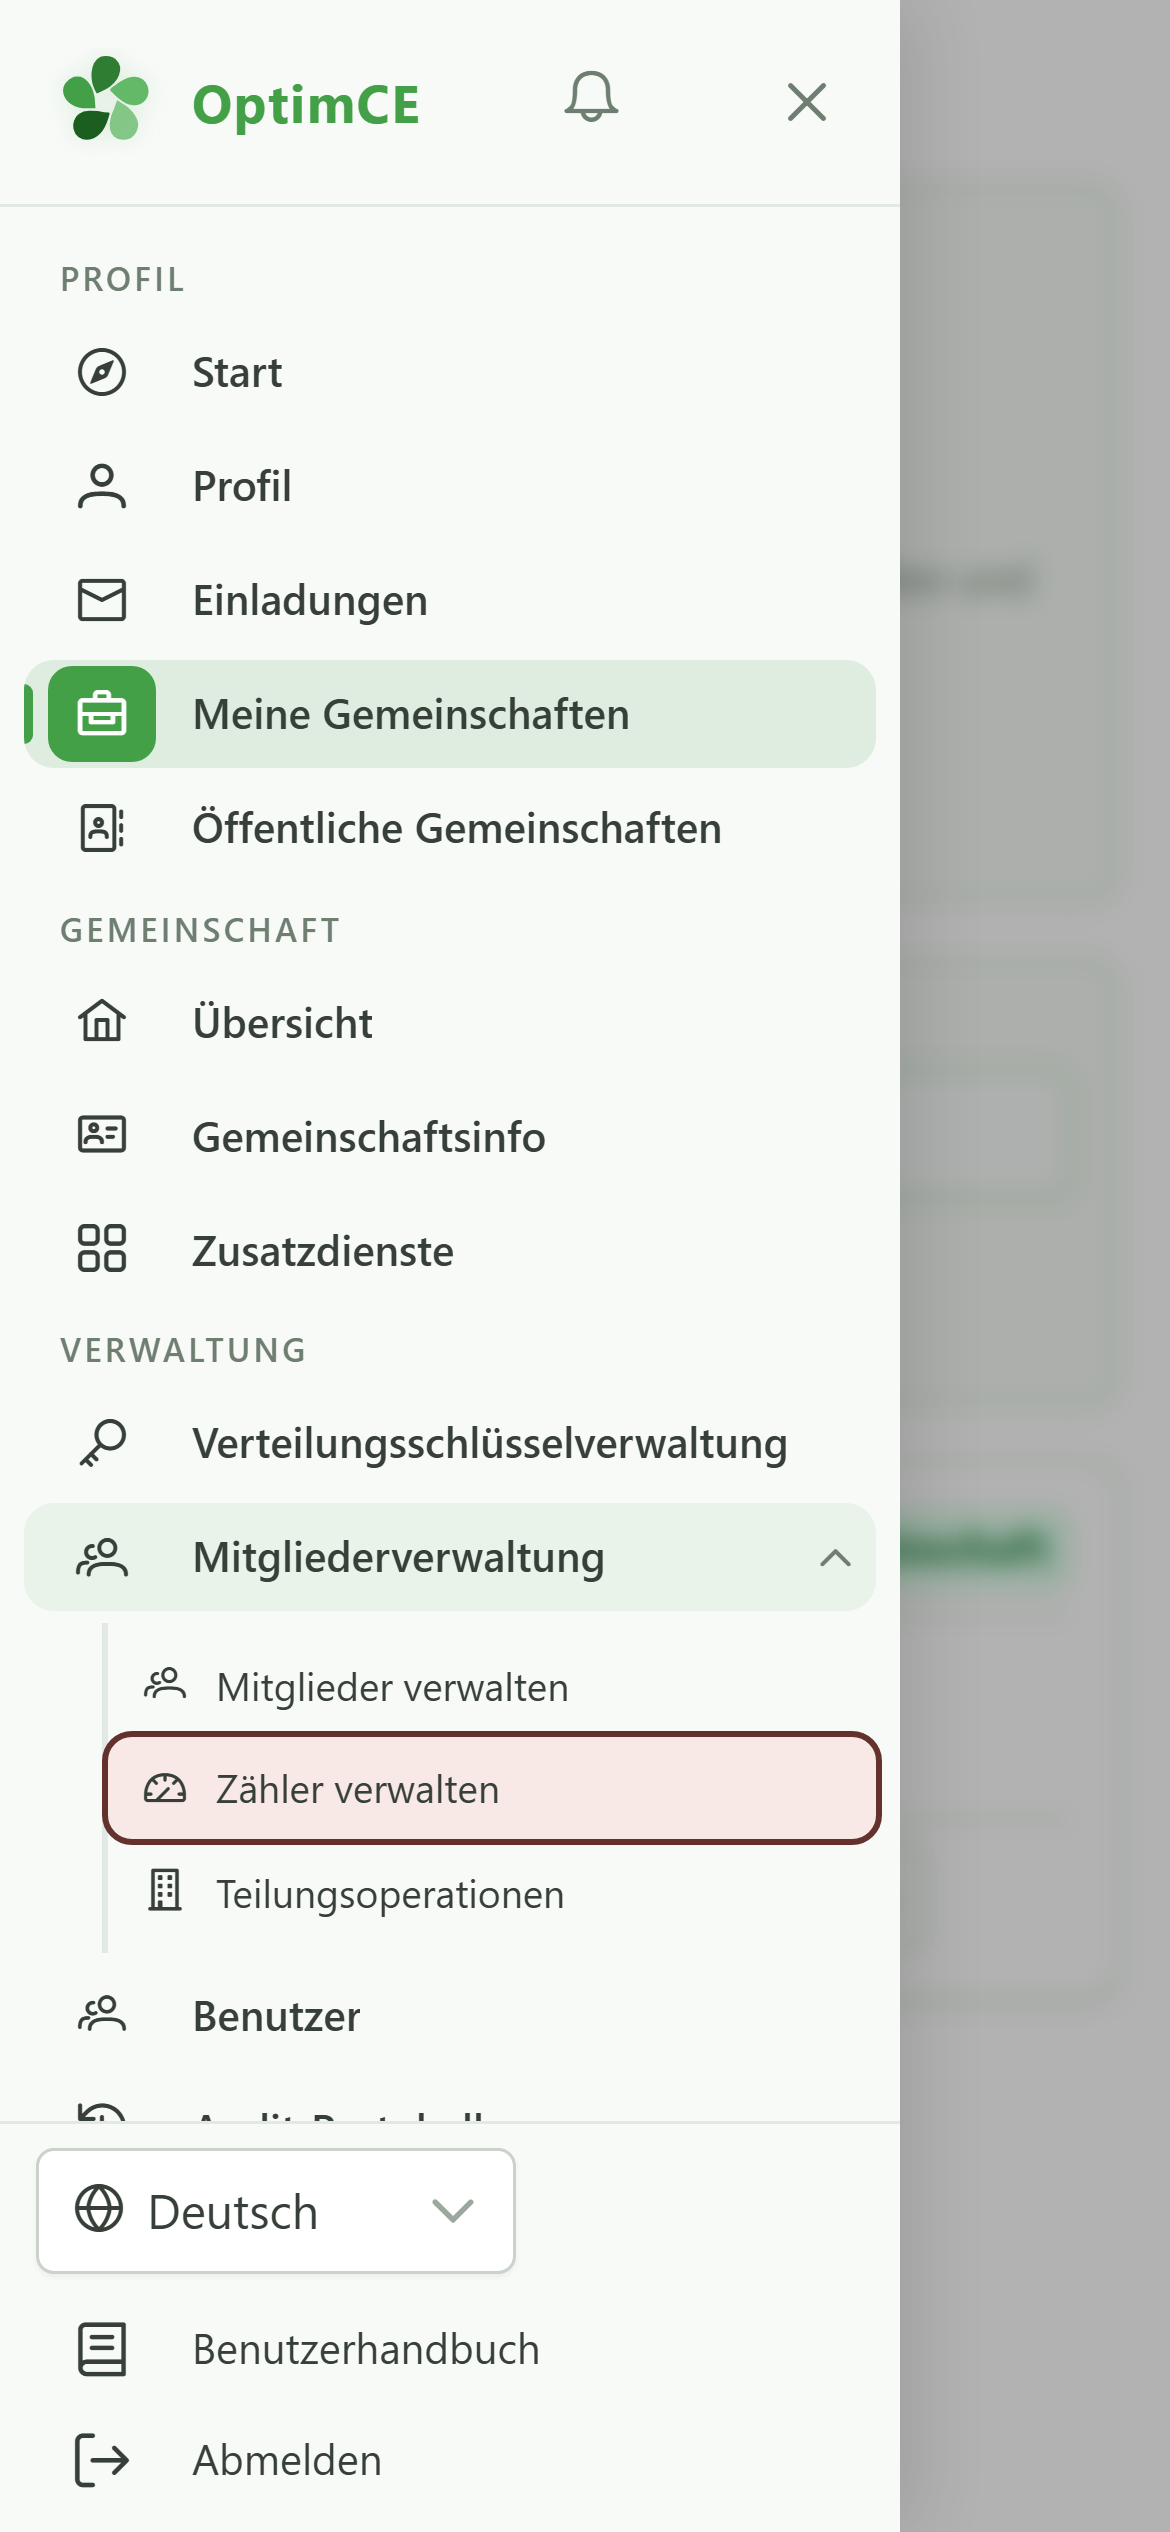 OptimCE
PROFIL
Start
Profil
Einladungen
Meine Gemeinschaften
Öffentliche Gemeinschaften
GEMEINSCHAFT
Übersicht
Gemeinschaftsinfo
Zusatzdienste
VERWALTUNG
Verteilungsschlüsselverwaltung
Mitgliederverwaltung
Mitglieder verwalten
Zähler verwalten
Teilungsoperationen
Benutzer
Deutsch
Benutzerhandbuch
Abmelden